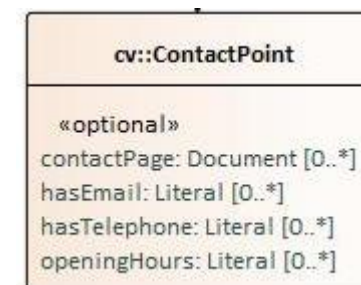 cv::ContactPoint
«optional»
contactPage: Document [0..*]
hasEmail: Literal [0..*]
hasTelephone: Literal [0..*]
openingHours: Literal [0..*]